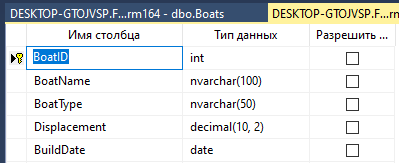 DESKTOP-GTOJVSP.F...rm164 - dbo.Boats DESKTOP-GTOJVSP.F...rm
Имя столбца Тип данных Разрешить ...
BoatID int
BoatName nvarchar(100)
BoatType nvarchar(50)
Displacement decimal(10, 2)
BuildDate date